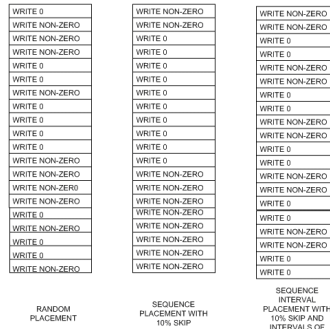 WRITE 0
WRITE NON-ZERO
WRITE NON-ZERO
WRITE NON-ZERO
WRITE 0
WRITE 0
WRITE NON-ZERO
WRITE 0
WRITE 0
WRITE 0
WRITE 0
WRITE NON-ZERO
WRITE NON-ZERO
WRITE NON-ZER0
WRITE NON-ZERO
WRITE 0
WRITE NON-ZERO
WRITE 0
WRITE 0
WRITE NON-ZERO
RANDOM
PLACEMENT
WRITE NON-ZERO
WRITE NON-ZERO
WRITE 0
WRITE 0
WRITE 0
WRITE 0
WRITE 0
WRITE 0
WRITE 0
WRITE 0
WRITE 0
WRITE 0
WRITE NON-ZERO
WRITE NON-ZERO
WRITE NON-ZERO
WRITE NON-ZERO
WRITE NON-ZERO
WRITE NON-ZERO
WRITE NON-ZERO
WRITE NON-ZERO
SEQUENCE
PLACEMENT WITH
10% SKIP
WRITE NON-ZERO
WRITE NON-ZERO
WRITE 0
WRITE 0
WRITE NON-ZERO
WRITE NON-ZERO
WRITE 0
WRITE 0
WRITE NON-ZERO
WRITE NON-ZERO
WRITE 0
WRITE 0
WRITE NON-ZERO
WRITE NON-ZERO
WRITE 0
WRITE 0
WRITE NON-ZERO
WRITE NON-ZERO
WRITE 0
WRITE 0
SEQUENCE
INTERVAL
PLACEMENT WITH
10% SKIP AND
INTERVALS OF